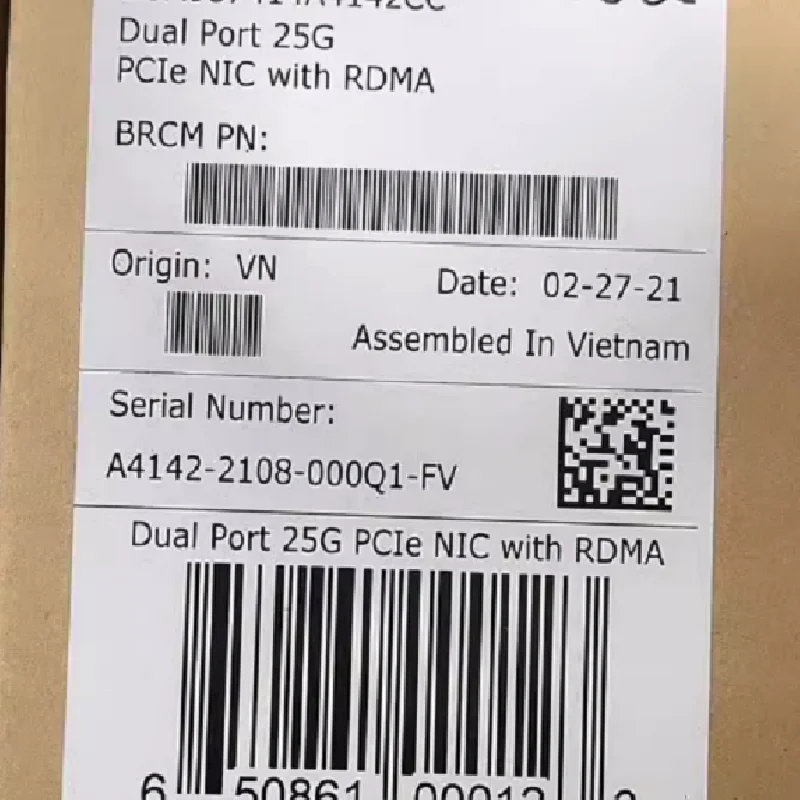 Dual Port 25G
PCIe NIC with RDMA
BRCM PN:
Origin: VN
Date: 02-27-21
Assembled In Vietnam
Serial Number:
A4142-2108-000Q1-FV
Dual Port 25G PCIe NIC with RDMA
6 50861 00012